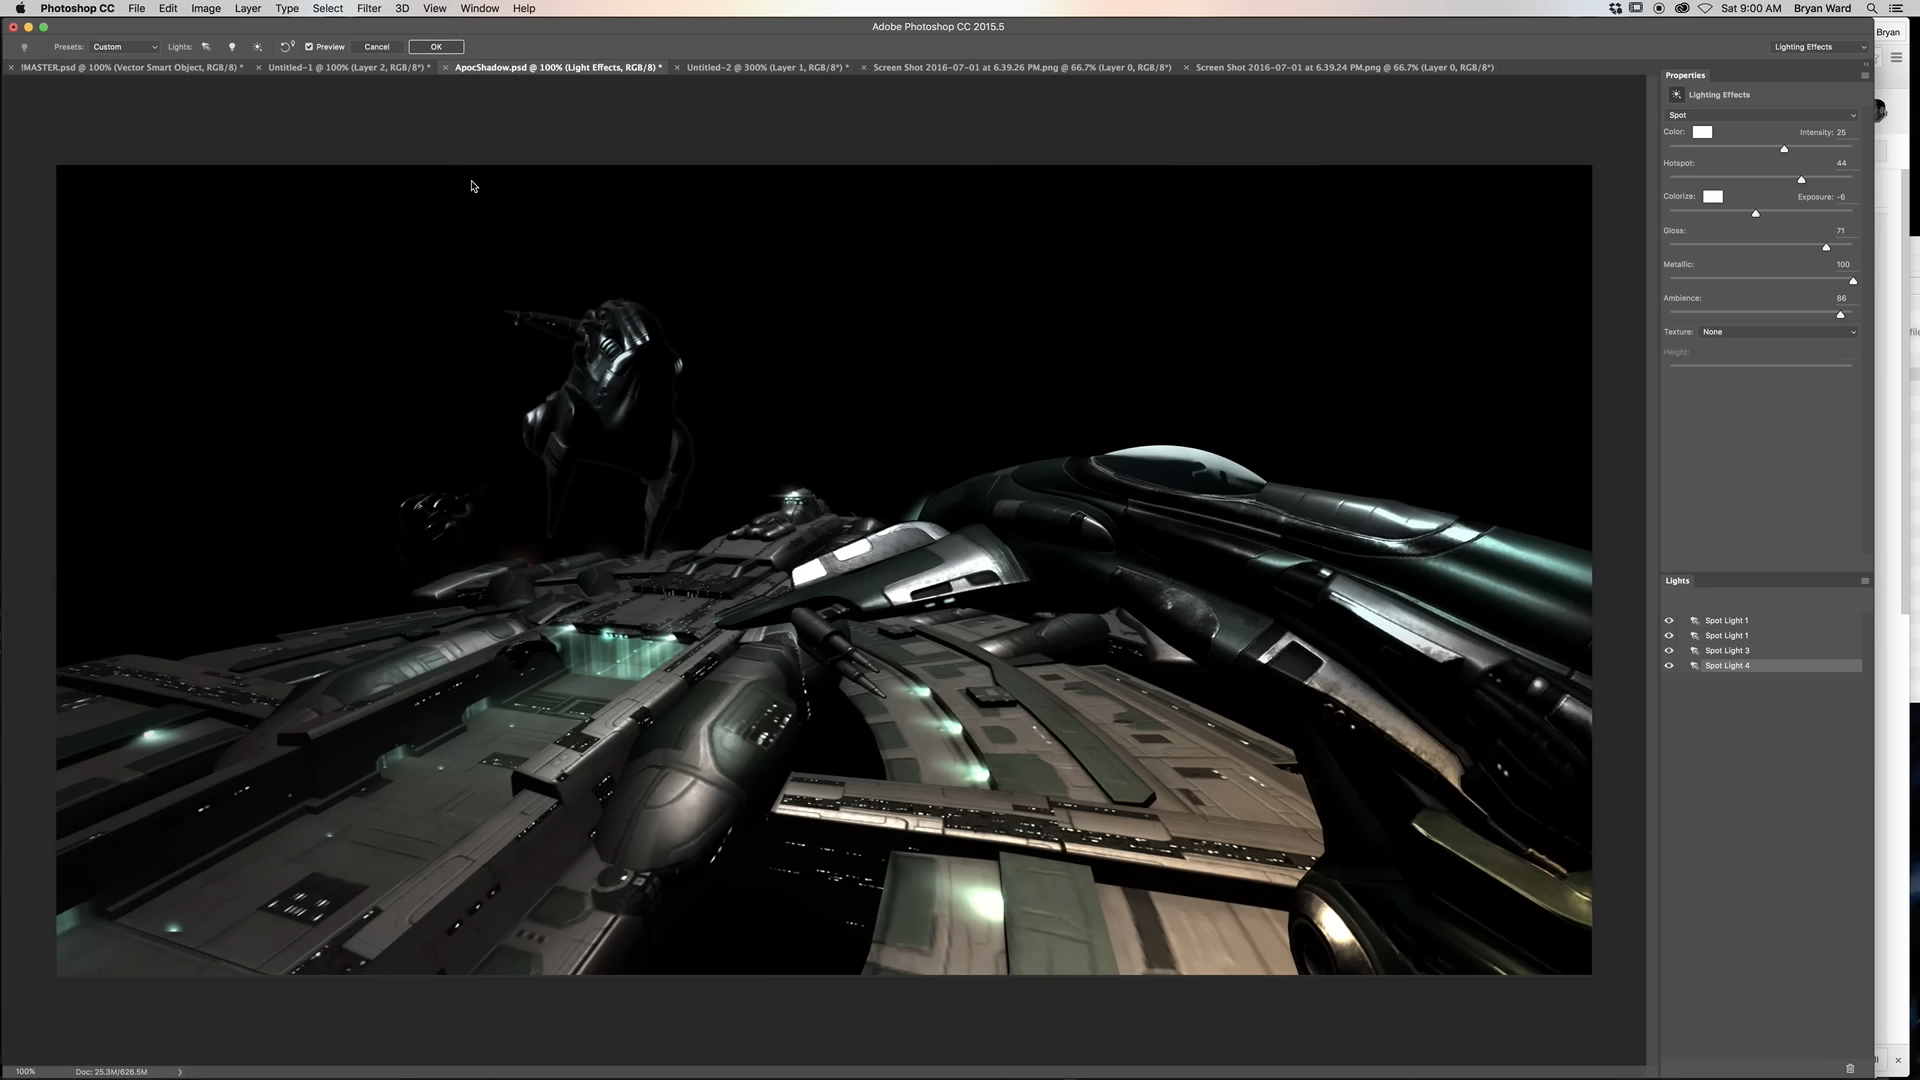 Photoshop CC File Edit Image Layer Type Select Filter 3D View Window Help Sat 9:00 AM Bryan Ward
Adobe Photoshop CC 2015.5
Bryan
Presets: Custom Lights: Preview Cancel OK Lighting Effects
!MASTER.psd @ 100% (Vector Smart Object, RGB/8) * Untitled-1 @ 100% (Layer 2, RGB/8*) * ApocShadow.psd @ 100% (Light Effects, RGB/8) * Untitled-2 @ 300% (Layer 1, RGB/8*) * Screen Shot 2016-07-01 at 6.39.26 PM.png @ 66.7% (Layer 0, RGB/8*) Screen Shot 2016-07-01 at 6.39.24 PM.png @ 66.7% (Layer 0, RGB/8*)
Properties
Lighting Effects
Spot
Color: Intensity: 25
Hotspot: 44
Colorize: Exposure: -6
Gloss: 71
Metallic: 100
Ambience: 86
Texture: None
Height:
Lights
Spot Light 1
Spot Light 1
Spot Light 3
Spot Light 4
100% Doc: 25.3M/626.5M